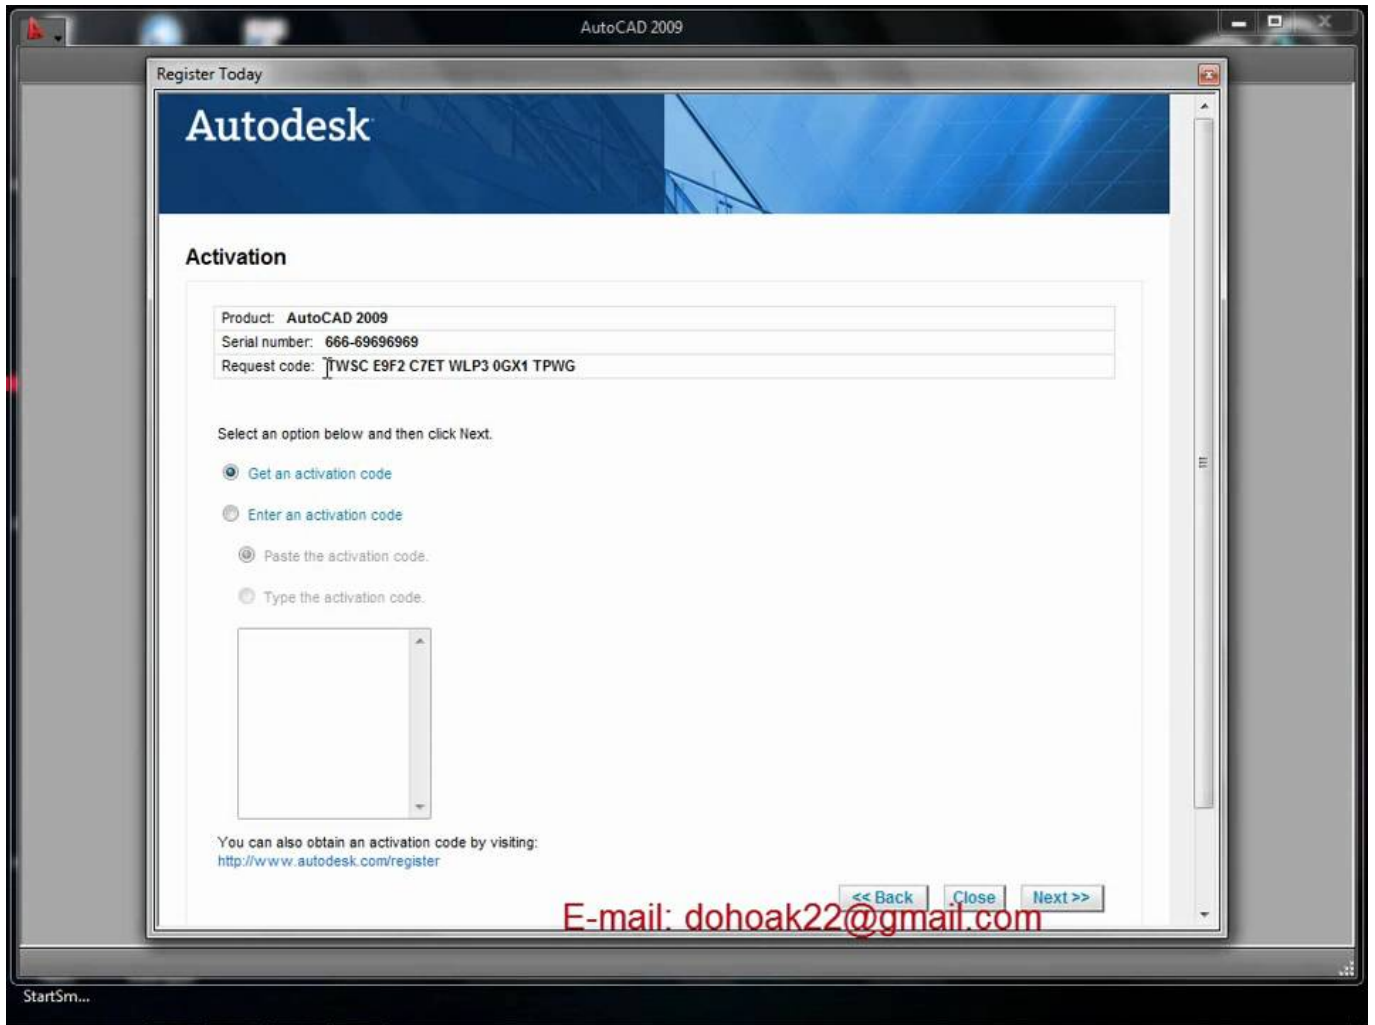 AutoCAD 2009
Register Today
Autodesk
Activation
Product: AutoCAD 2009
Serial number: 666-69696969
Request code: TWSC E9F2 C7ET WLP3 0GX1 TPWG
Select an option below and then click Next.
Get an activation code
Enter an activation code
Paste the activation code.
Type the activation code.
You can also obtain an activation code by visiting:
http://www.autodesk.com/register
<< Back Close Next >>
E-mail: dohoak22@gmail.com
StartSm...